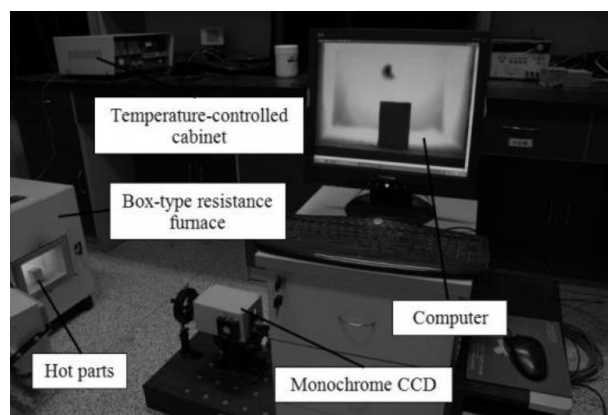 Temperature-controlled
cabinet
Box-type resistance
furnace
Computer
Hot parts
Monochrome CCD